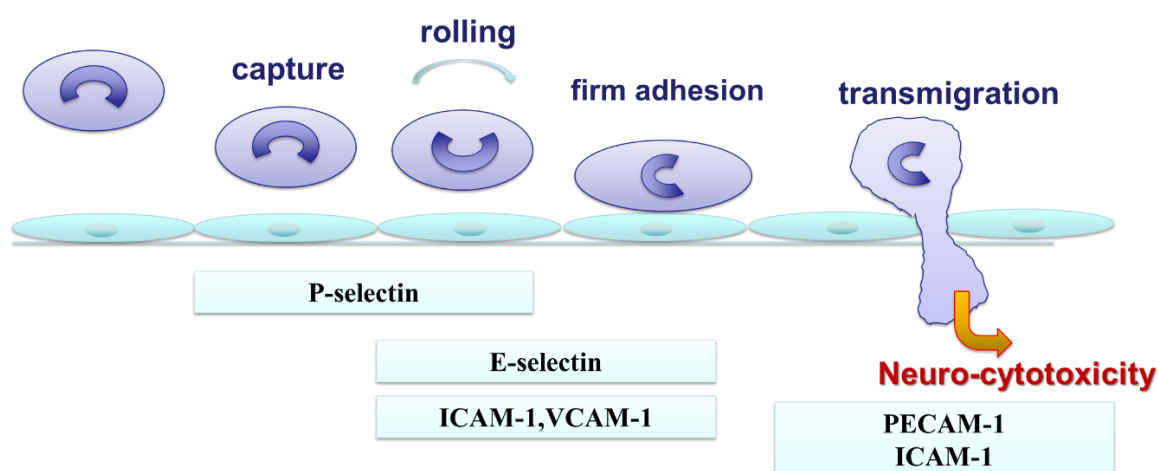 rolling
capture
firm adhesion
transmigration
P-selectin
E-selectin
Neuro-cytotoxicity
ICAM-1,VCAM-1
PECAM-1
ICAM-1